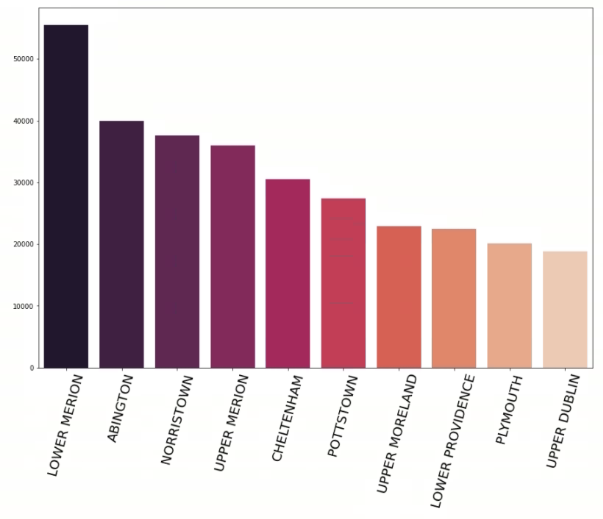 50000
40000
30000
20000
10000
0
LOWER MERION
ABINGTON
NORRISTOWN
UPPER MERION
CHELTENHAM
POTTSTOWN
UPPER MORELAND
LOWER PROVIDENCE
PLYMOUTH
UPPER DUBLIN